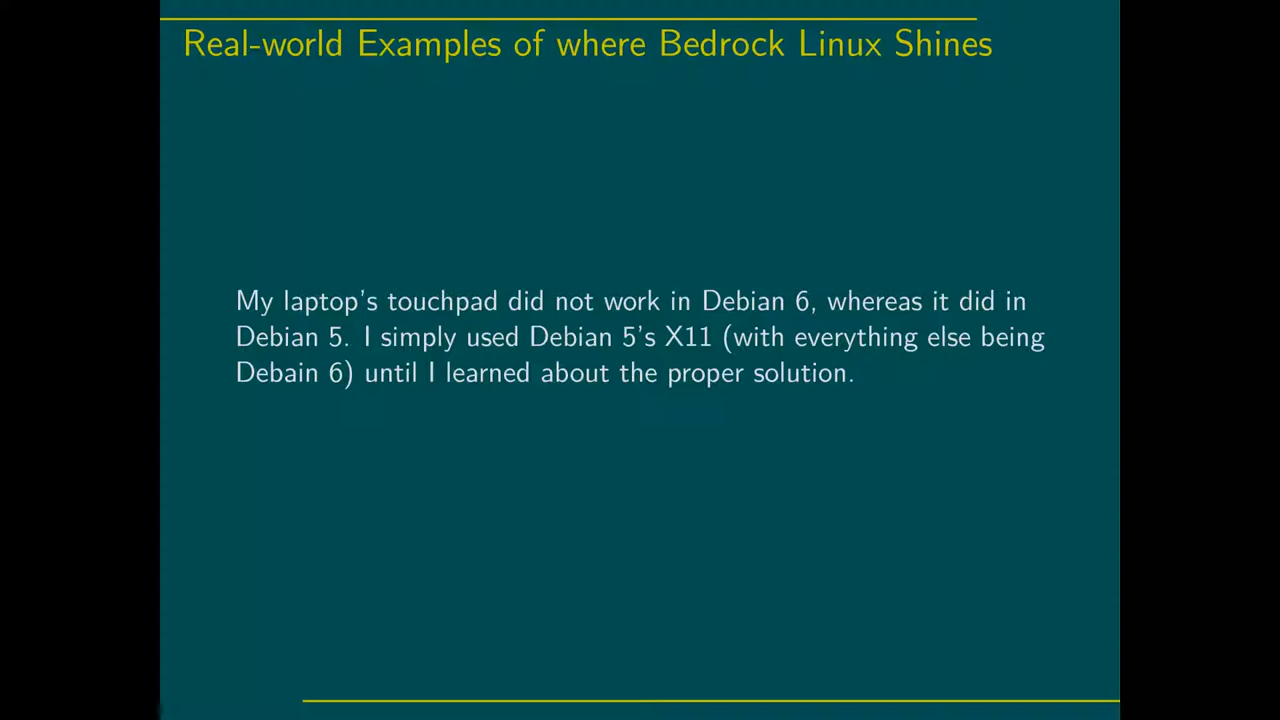 Real-world Examples of where Bedrock Linux Shines
My laptop's touchpad did not work in Debian 6, whereas it did in
Debian 5. I simply used Debian 5's X11 (with everything else being
Debain 6) until I learned about the proper solution.